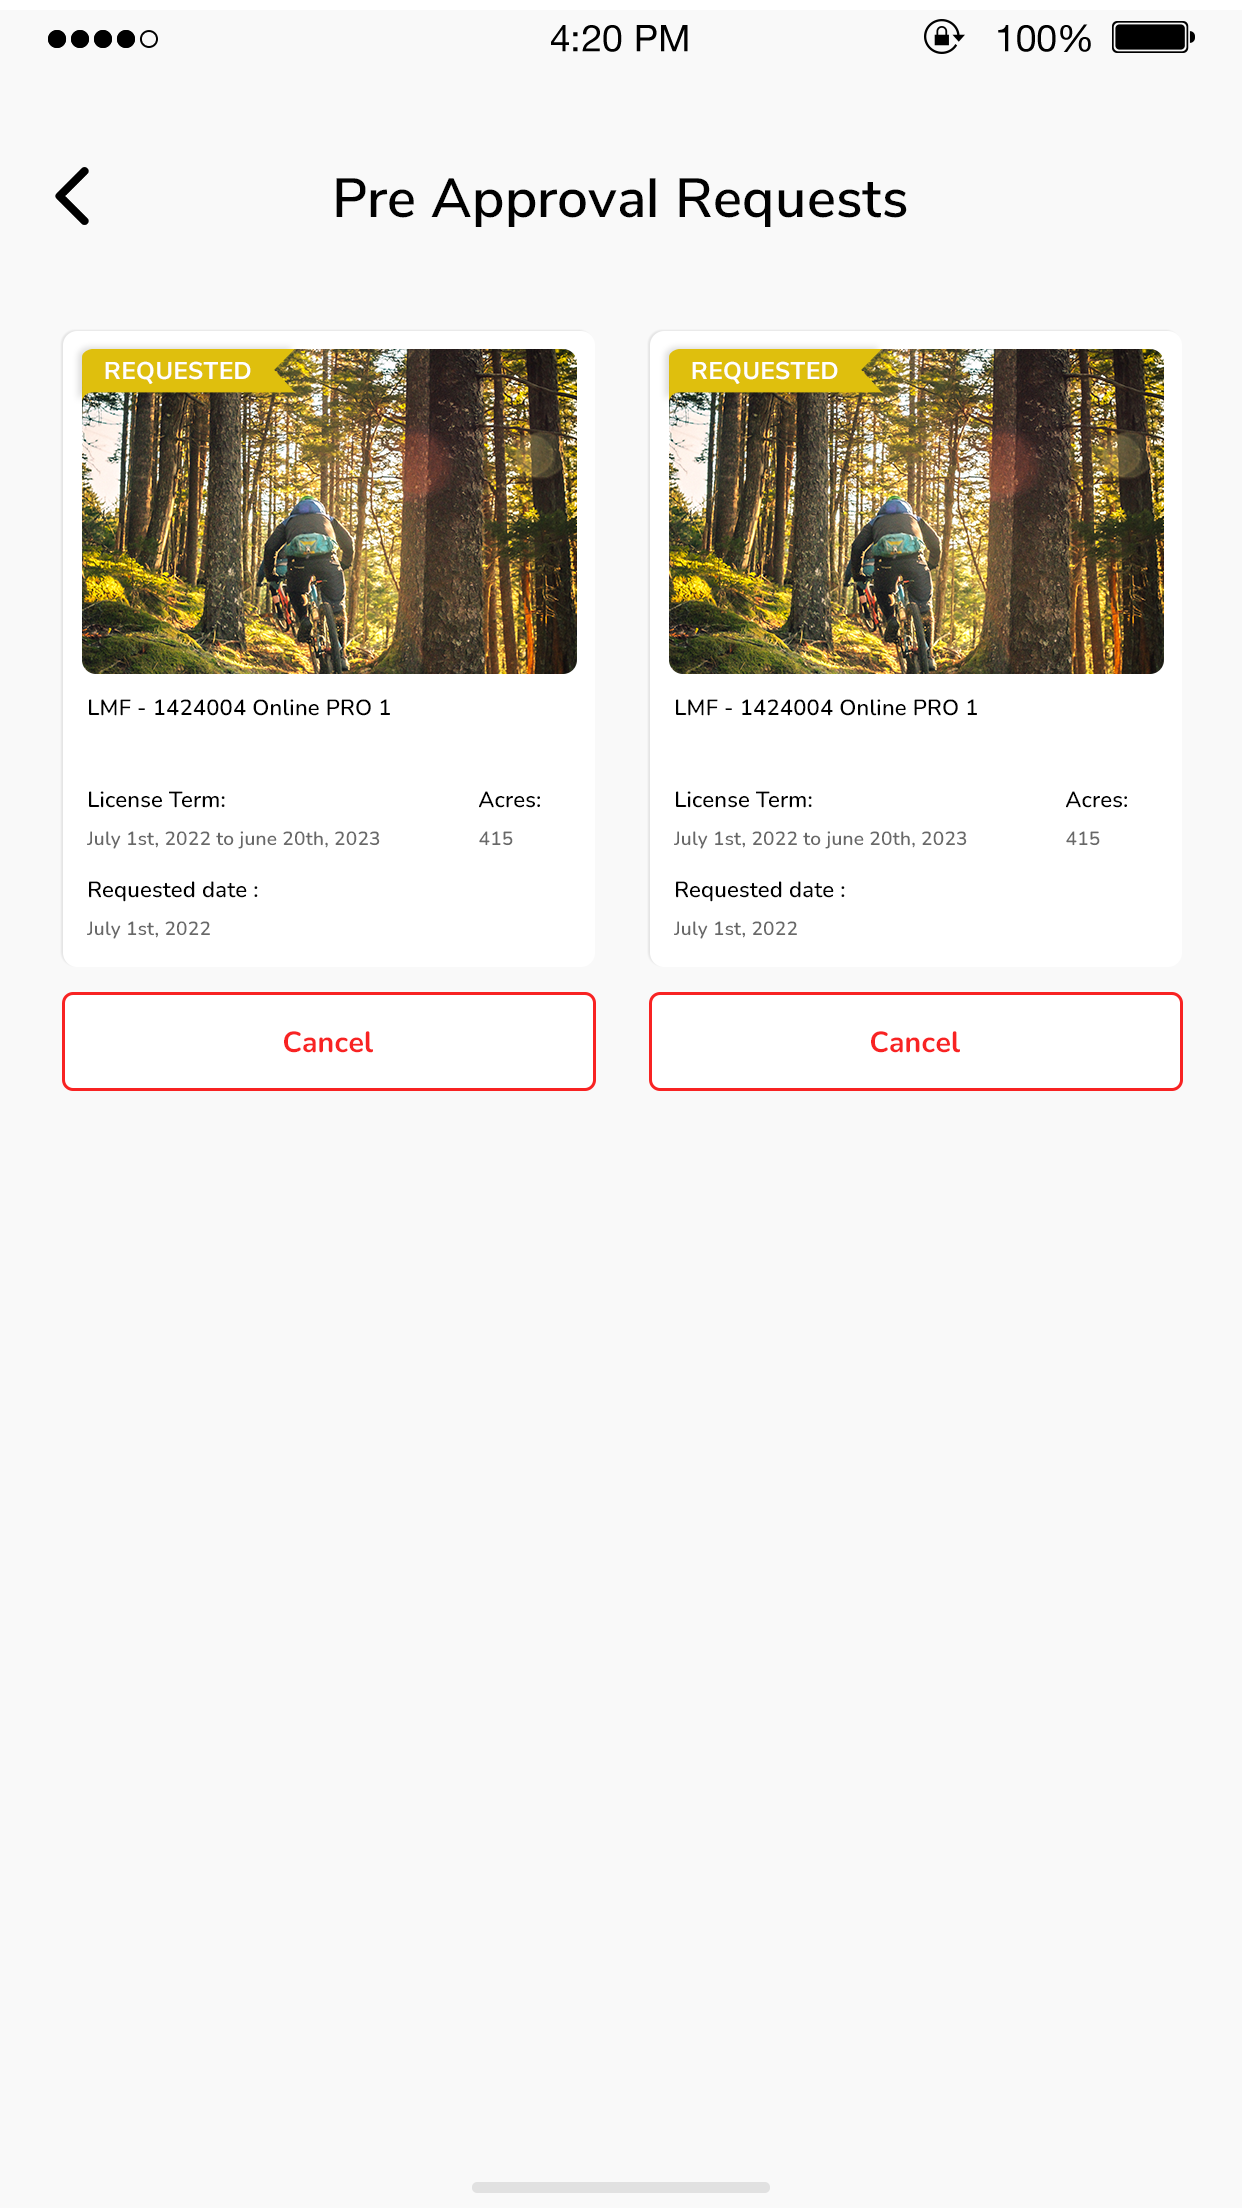 4:20 PM
100%
Pre Approval Requests
REQUESTED
LMF - 1424004 Online PRO 1
License Term:
Acres:
July 1st, 2022 to june 20th, 2023
415
Requested date :
July 1st, 2022
Cancel
REQUESTED
LMF - 1424004 Online PRO 1
License Term:
Acres:
July 1st, 2022 to june 20th, 2023
415
Requested date :
July 1st, 2022
Cancel